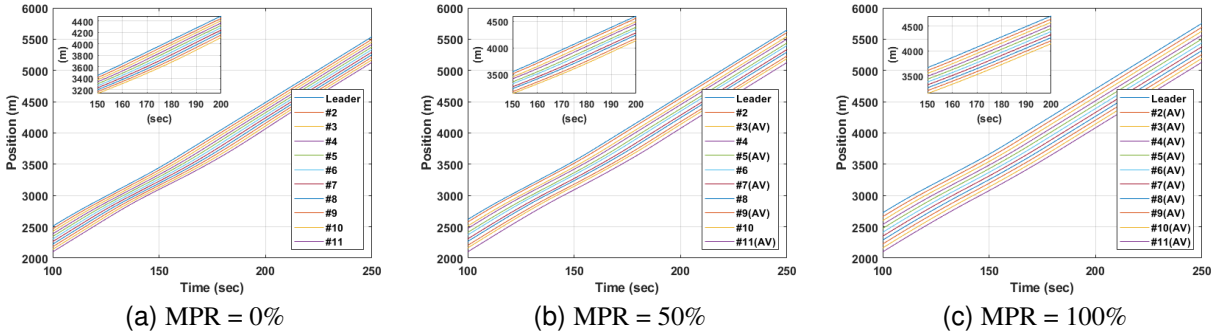 6000
5500
5000
4500
4000
3500
3000
2500
2000
Position (m)
100
150
200
250
Time (sec)
4400
4200
4000
3800
3600
3400
3200
(m)
150 160 170 180 190 200
(sec)
Leader
#2
#3
#4
#5
#6
#7
#8
#9
#10
#11
(a) MPR = 0%
6000
5500
5000
4500
4000
3500
3000
2500
2000
Position (m)
100
150
200
250
Time (sec)
4500
4000
3500
(m)
150 160 170 180 190 200
(sec)
Leader
#2
#3(AV)
#4
#5(AV)
#6
#7(AV)
#8
#9(AV)
#10
#11(AV)
(b) MPR = 50%
6000
5500
5000
4500
4000
3500
3000
2500
2000
Position (m)
100
150
200
250
Time (sec)
4500
4000
3500
(m)
150 160 170 180 190 200
(sec)
Leader
#2(AV)
#3(AV)
#4(AV)
#5(AV)
#6(AV)
#7(AV)
#8(AV)
#9(AV)
#10(AV)
#11(AV)
(c) MPR = 100%